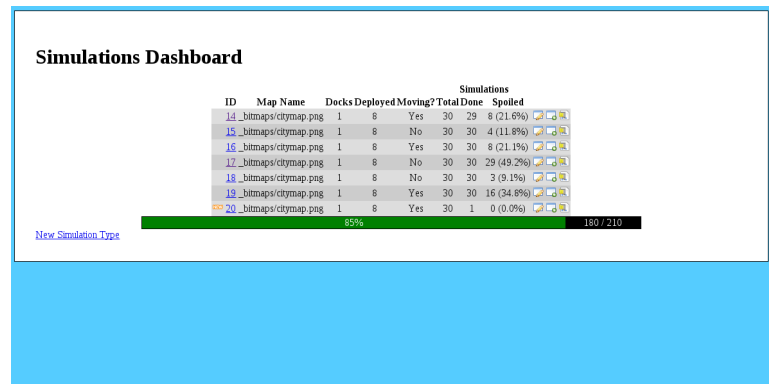 Simulations Dashboard
Simulations
ID Map Name Docks Deployed Moving? Total Done Spoiled
14 _bitmaps/citymap.png 1 8 Yes 30 29 8 (21.6%)
15 _bitmaps/citymap.png 1 8 No 30 30 4 (11.8%)
16 _bitmaps/citymap.png 1 8 Yes 30 30 8 (21.1%)
17 _bitmaps/citymap.png 1 8 No 30 30 29 (49.2%)
18 _bitmaps/citymap.png 1 8 No 30 30 3 (9.1%)
19 _bitmaps/citymap.png 1 8 Yes 30 30 16 (34.8%)
20 _bitmaps/citymap.png 1 8 Yes 30 1 0 (0.0%)
85% 180 / 210
New Simulation Type